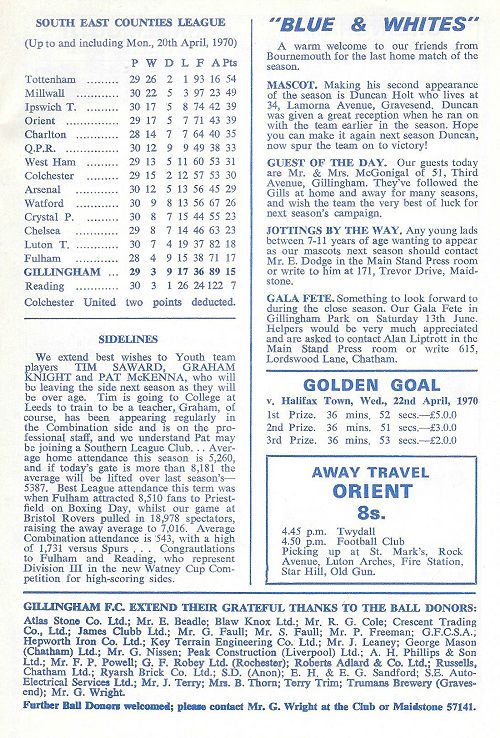 SOUTH EAST COUNTIES LEAGUE
(Up to and including Mon., 20th April, 1970)
P W D L F A Pts
Tottenham ......... 29 26 2 1 93 16 54
Millwall ......... 30 22 5 3 97 23 49
Ipswich T. ......... 30 17 5 8 74 42 39
Orient ......... 29 17 5 7 71 43 39
Charlton ......... 28 14 7 7 64 40 35
Q.P.R. ......... 30 12 9 9 49 38 33
West Ham ......... 29 13 5 11 60 53 31
Colchester ......... 29 15 2 12 57 53 30
Arsenal ......... 30 12 5 13 56 45 29
Watford ......... 30 9 8 13 56 67 26
Crystal P. ......... 30 8 7 15 44 55 23
Chelsea ......... 29 8 7 14 46 63 23
Luton T. ......... 30 7 4 19 37 82 18
Fulham ......... 28 4 9 15 38 71 17
GILLINGHAM ... 29 3 9 17 36 89 15
Reading ......... 30 3 1 26 24 122 7
Colchester United two points deducted.
SIDELINES
We extend best wishes to Youth team
players TIM SAWARD, GRAHAM
KNIGHT and PAT McKENNA, who will
be leaving the side next season as they will
be over age. Tim is going to College at
Leeds to train to be a teacher, Graham, of
course, has been appearing regularly in
the Combination side and is on the pro-
fessional staff, and we understand Pat may
be joining a Southern League Club. . . Aver-
age home attendance this season is 5,260,
and if today's gate is more than 8,181 the
average will be lifted over last season's—
5387. Best League attendance this term was
when Fulham attracted 8,510 fans to Priest-
field on Boxing Day, whilst our game at
Bristol Rovers pulled in 18,978 spectators,
raising the away average to 7,016. Average
Combination attendance is 543, with a high
of 1,731 versus Spurs . . . Congrautlations
to Fulham and Reading, who represent
Division III in the new Watney Cup Com-
petition for high-scoring sides.
"BLUE & WHITES"
A warm welcome to our friends from
Bournemouth for the last home match of the
season.
MASCOT. Making his second appearance
of the season is Duncan Holt who lives at
34, Lamorna Avenue, Gravesend. Duncan
was given a great reception when he ran on
with the team earlier in the season. Hope
you can make it again next season Duncan,
now spur the team on to victory!
GUEST OF THE DAY. Our guests today
are Mr. & Mrs. McGonigal of 51, Third
Avenue, Gillingham. They've followed the
Gills at home and away for many seasons,
and wish the team the very best of luck for
next season's campaign.
JOTTINGS BY THE WAY. Any young lads
between 7-11 years of age wanting to appear
as our mascots next season should contact
Mr. E. Dodge in the Main Stand Press room
or write to him at 171, Trevor Drive, Maid-
stone.
GALA FETE. Something to look forward to
during the close season. Our Gala Fete in
Gillingham Park on Saturday 13th June.
Helpers would be very much appreciated
and are asked to contact Alan Liptrott in the
Main Stand Press room or write 615,
Lordswood Lane, Chatham.
GOLDEN GOAL
v. Halifax Town, Wed., 22nd April, 1970
1st Prize. 36 mins, 52 secs.—£5.0.0
2nd Prize. 36 mins. 51 secs.—£3.0.0
3rd Prize. 36 mins, 53 secs.—£2.0.0
AWAY TRAVEL
ORIENT
8s.
4.45 p.m. Twydall
4.50 p.m. Football Club
Picking up at St. Mark's, Rock
Avenue, Luton Arches, Fire Station,
Star Hill, Old Gun.
GILLINGHAM F.C. EXTEND THEIR GRATEFUL THANKS TO THE BALL DONORS:
Atlas Stone Co. Ltd.; Mr. E. Beadle; Blaw Knox Ltd.; Mr. R. G. Cole; Crescent Trading
Co., Ltd.; James Clubb Ltd.; Mr. G. Faull; Mr. S. Faull; Mr. P. Freeman; G.F.C.S.A.;
Hepworth Iron Co. Ltd.; Key Terrain Engineering Co. Ltd.; Mr. J. Leaney; George Mason
(Chatham) Ltd.; Mr. G. Nissen; Peak Construction (Liverpool) Ltd.; A. H. Phillips & Son
Ltd.; Mr. F. P. Powell; G. F. Robey Ltd. (Rochester); Roberts Adlard & Co. Ltd.; Russells,
Chatham Ltd.; Ryarsh Brick Co. Ltd.; S.D. (Anon); E. H. & E. G. Sandford; S.E. Auto-
Electrical Services Ltd.; Mr. J. Terry; Mrs. B. Thorn; Terry Trim; Trumans Brewery (Graves-
end); Mr. G. Wright.
Further Ball Donors welcomed; please contact Mr. G. Wright at the Club or Maidstone 57141.